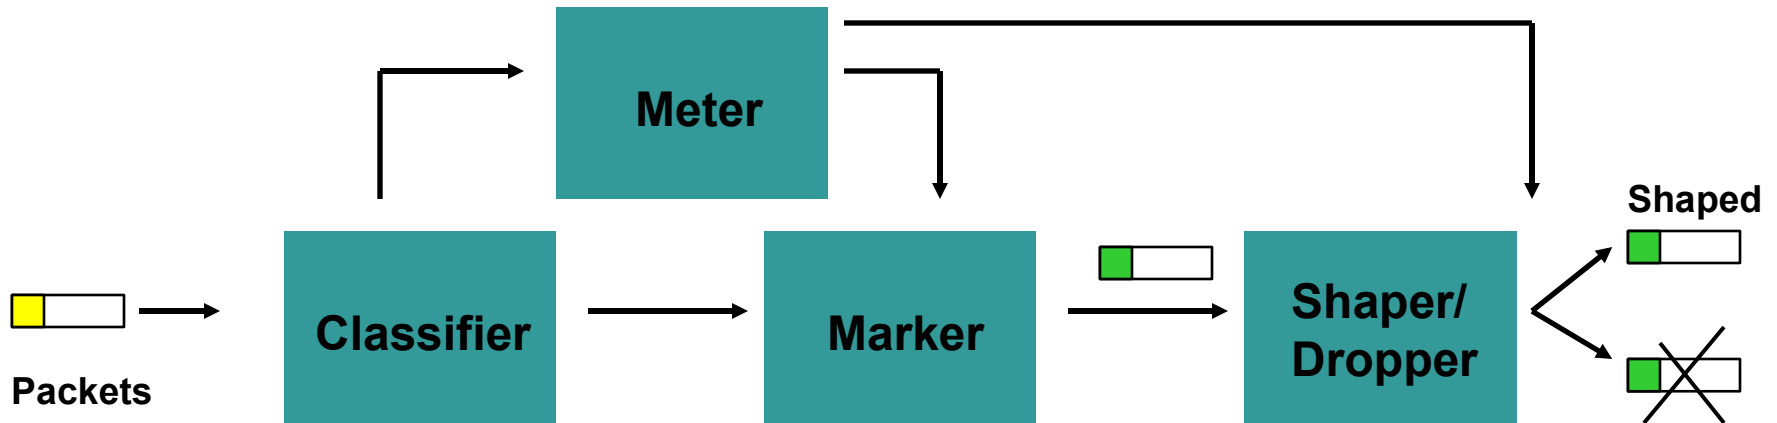 Meter
Shaped
Packets
Classifier
Marker
Shaper/
Dropper